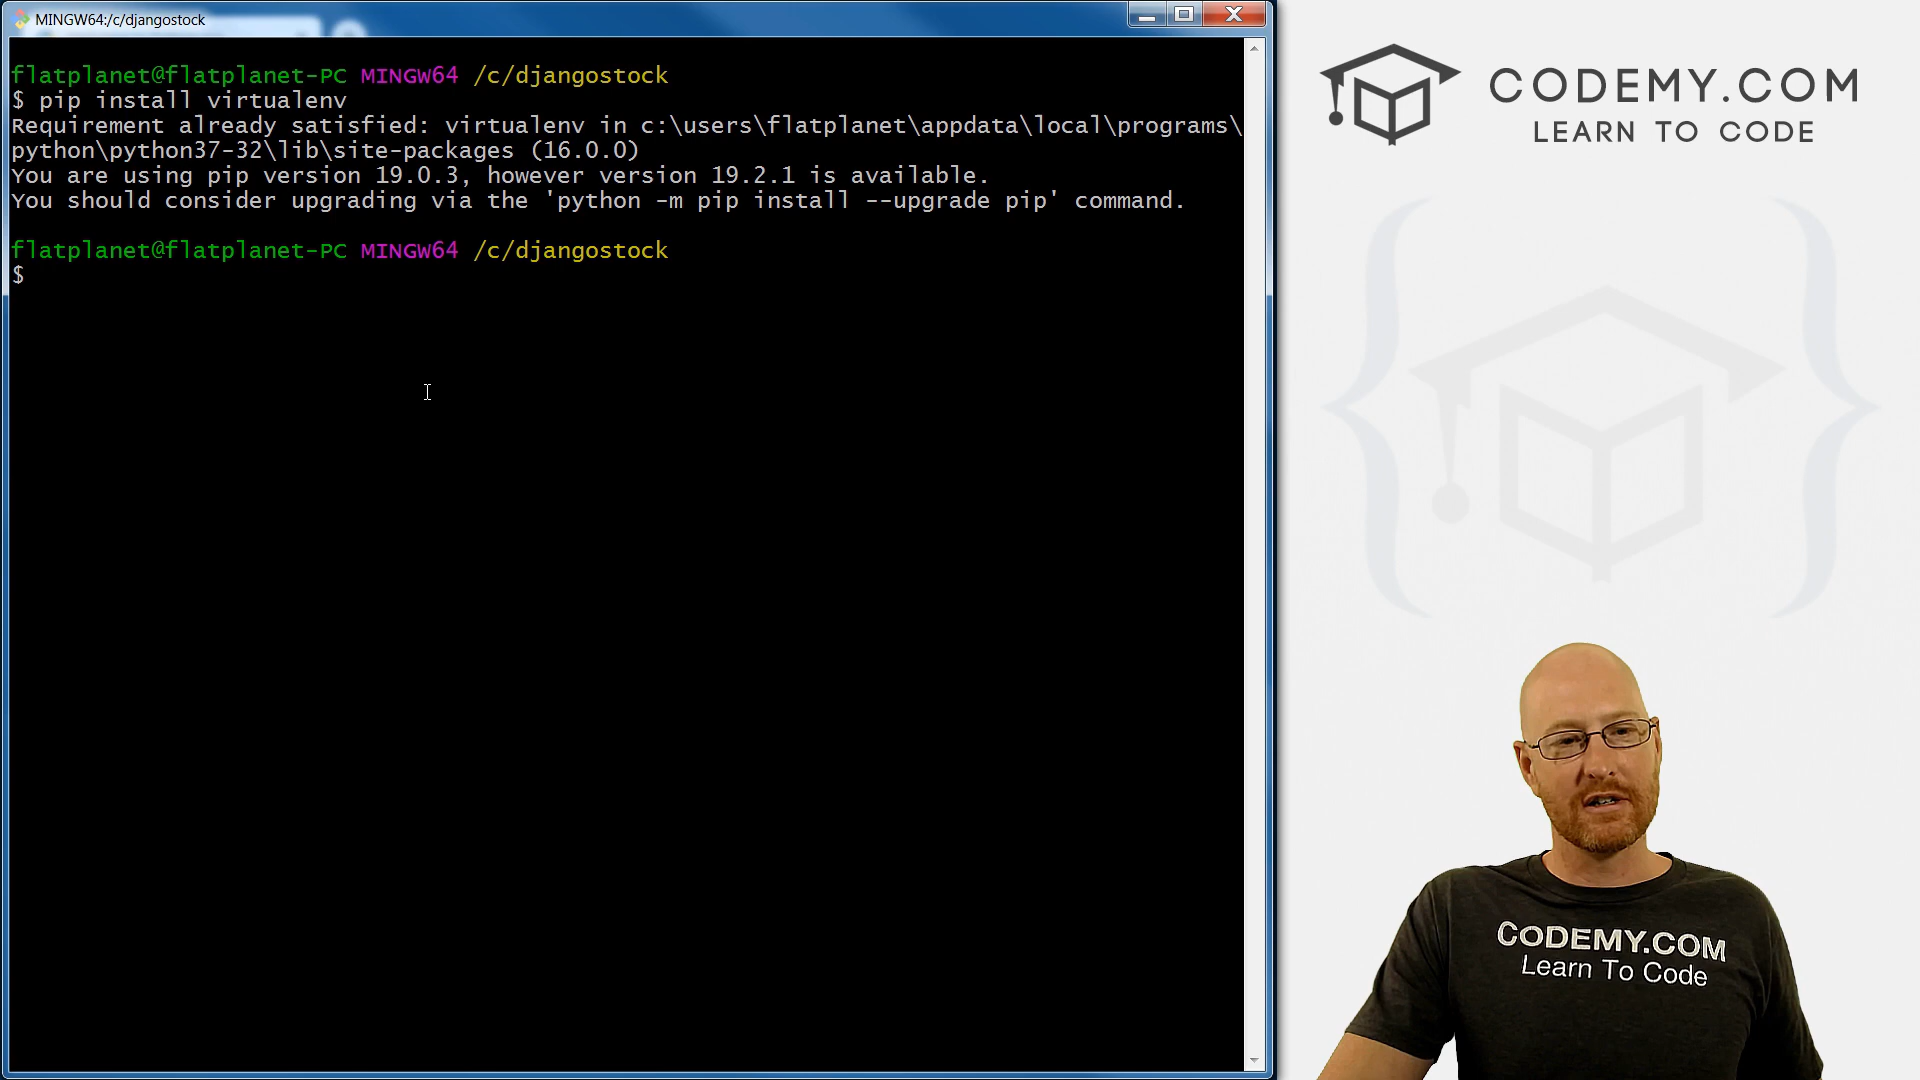 MINGW64:/c/djangostock
flatplanet@flatplanet-PC MINGW64 /c/djangostock
$ pip install virtualenv
Requirement already satisfied: virtualenv in c:\users\flatplanet\appdata\local\programs\
python\python37-32\lib\site-packages (16.0.0)
You are using pip version 19.0.3, however version 19.2.1 is available.
You should consider upgrading via the 'python -m pip install --upgrade pip' command.
flatplanet@flatplanet-PC MINGW64 /c/djangostock
$
CODEMY.COM
LEARN TO CODE
CODEMY.COM
Learn To Code